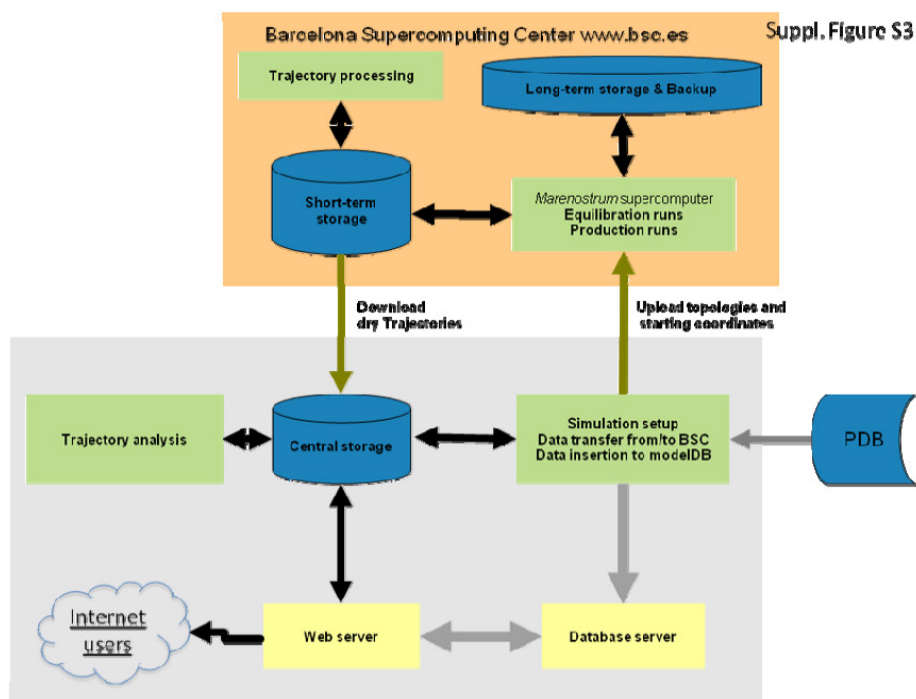 Barcelona Supercomputing Center www.bsc.es
Suppl. Figure S3
Trajectory processing
Long-term storage & Backup
Short-term
storage
Marenostrum supercomputer
Equilibration runs
Production runs
Download
dry Trajectories
Upload topologies and
starting coordinates
Trajectory analysis
Central storage
Simulation setup
Data transfer from/to BSC
Data insertion to modelDB
PDB
Internet
users
Web server
Database server